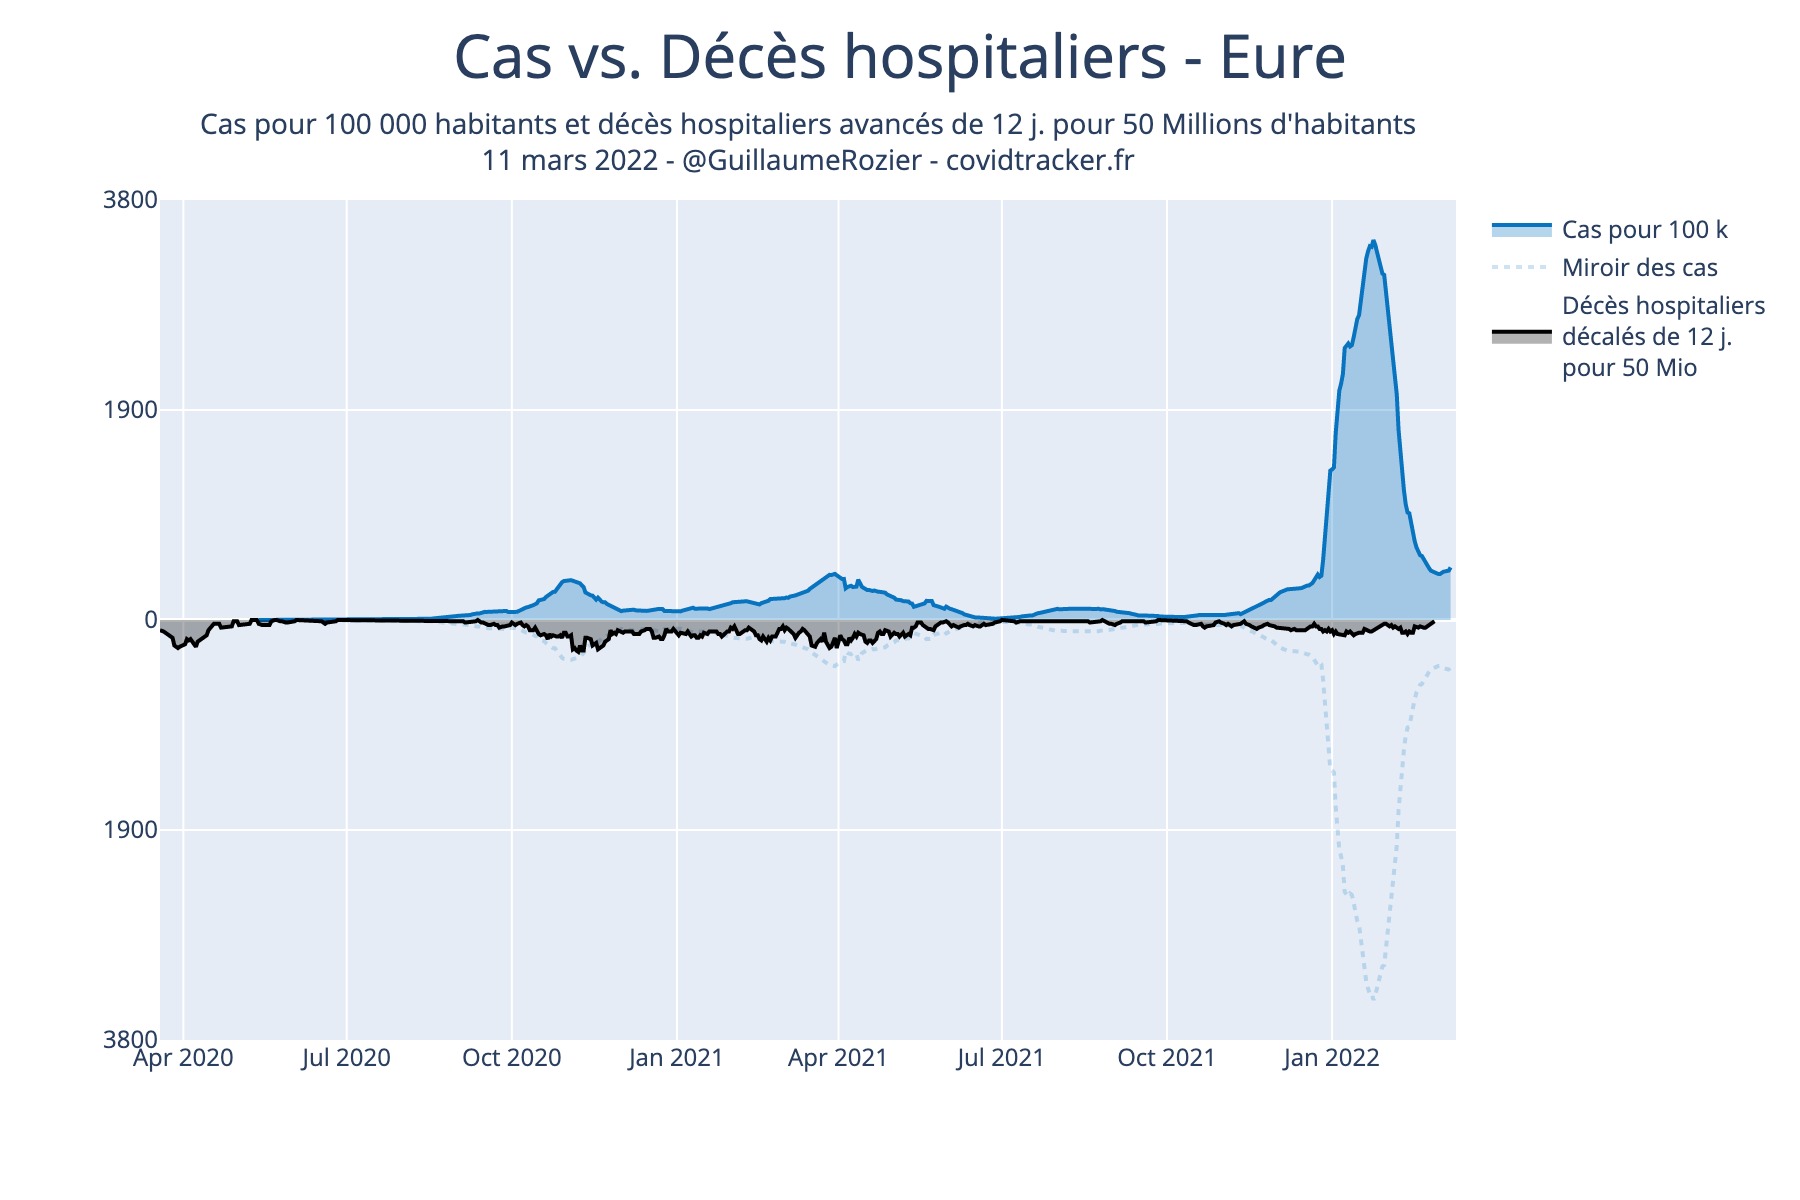 Cas vs. Décès hospitaliers - Eure
Cas pour 100 000 habitants et décès hospitaliers avancés de 12 j. pour 50 Millions d'habitants
11 mars 2022 - @GuillaumeRozier - covidtracker.fr
3800
1900
0
1900
3800
Apr 2020
Jul 2020
Oct 2020
Jan 2021
Apr 2021
Jul 2021
Oct 2021
Jan 2022
Cas pour 100 k
Miroir des cas
Décès hospitaliers
décalés de 12 j.
pour 50 Mio